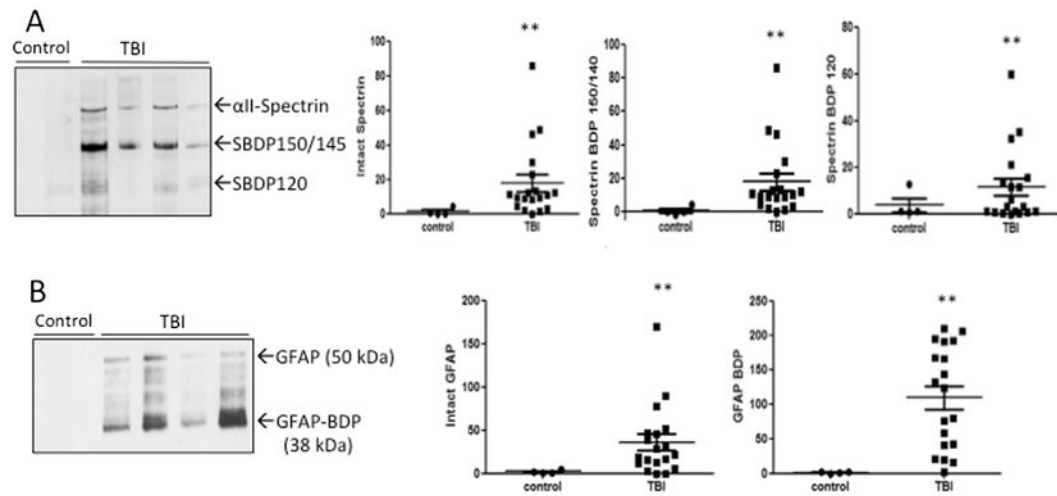 A
Control TBI
←αII-Spectrin
←SBDP150/145
←SBDP120
Intact Spectrin
100
80
60
40
20
0
**
control TBI
Spectrin BDP 150/140
100
80
60
40
20
0
**
control TBI
Spectrin BDP 120
80
60
40
20
0
**
control TBI
B
Control TBI
←GFAP (50 kDa)
←GFAP-BDP
(38 kDa)
Intact GFAP
200
150
100
50
0
**
control TBI
GFAP BDP
250
200
150
100
50
0
**
control TBI